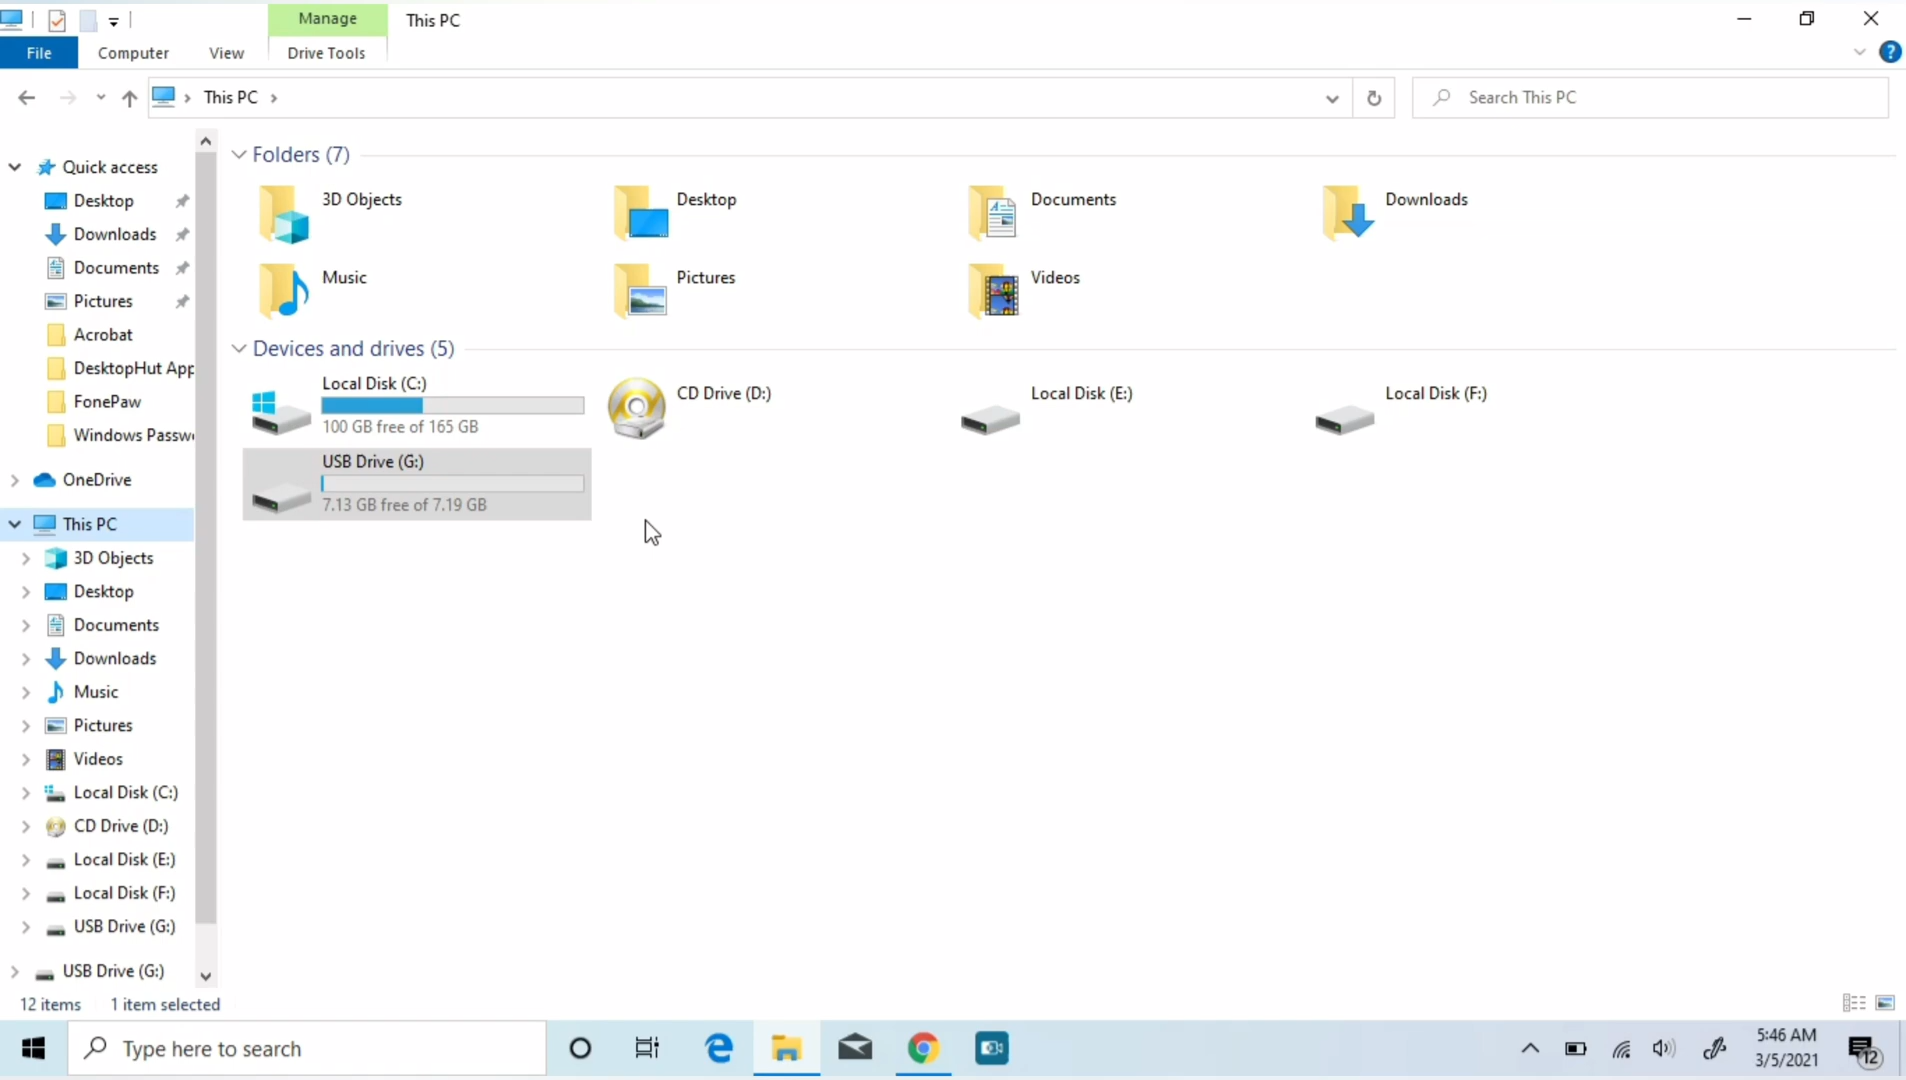 Manage
This PC
File
Computer
View
Drive Tools
?
This PC
Search This PC
Quick access
Desktop
Downloads
Documents
Pictures
Acrobat
DesktopHut App
FonePaw
Windows Passw
OneDrive
This PC
3D Objects
Desktop
Documents
Downloads
Music
Pictures
Videos
Local Disk (C:)
CD Drive (D:)
Local Disk (E:)
Local Disk (F:)
USB Drive (G:)
USB Drive (G:)
Folders (7)
3D Objects
Desktop
Documents
Downloads
Music
Pictures
Videos
Devices and drives (5)
Local Disk (C:)
100 GB free of 165 GB
CD Drive (D:)
Local Disk (E:)
Local Disk (F:)
USB Drive (G:)
7.13 GB free of 7.19 GB
12 items
1 item selected
Type here to search
5:46 AM
3/5/2021
12